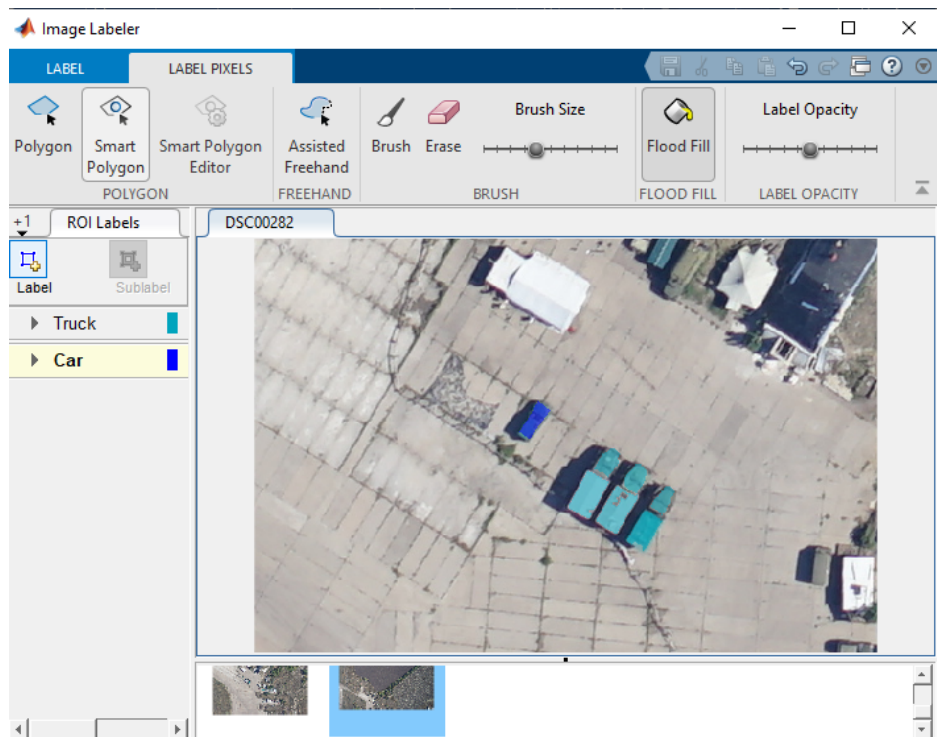 Image Labeler
LABEL
LABEL PIXELS
Polygon
Smart
Polygon
Smart Polygon
Editor
Assisted
Freehand
Brush
Erase
Brush Size
Flood Fill
Label Opacity
POLYGON
FREEHAND
BRUSH
FLOOD FILL
LABEL OPACITY
+1
ROI Labels
DSC00282
Label
Sublabel
Truck
Car